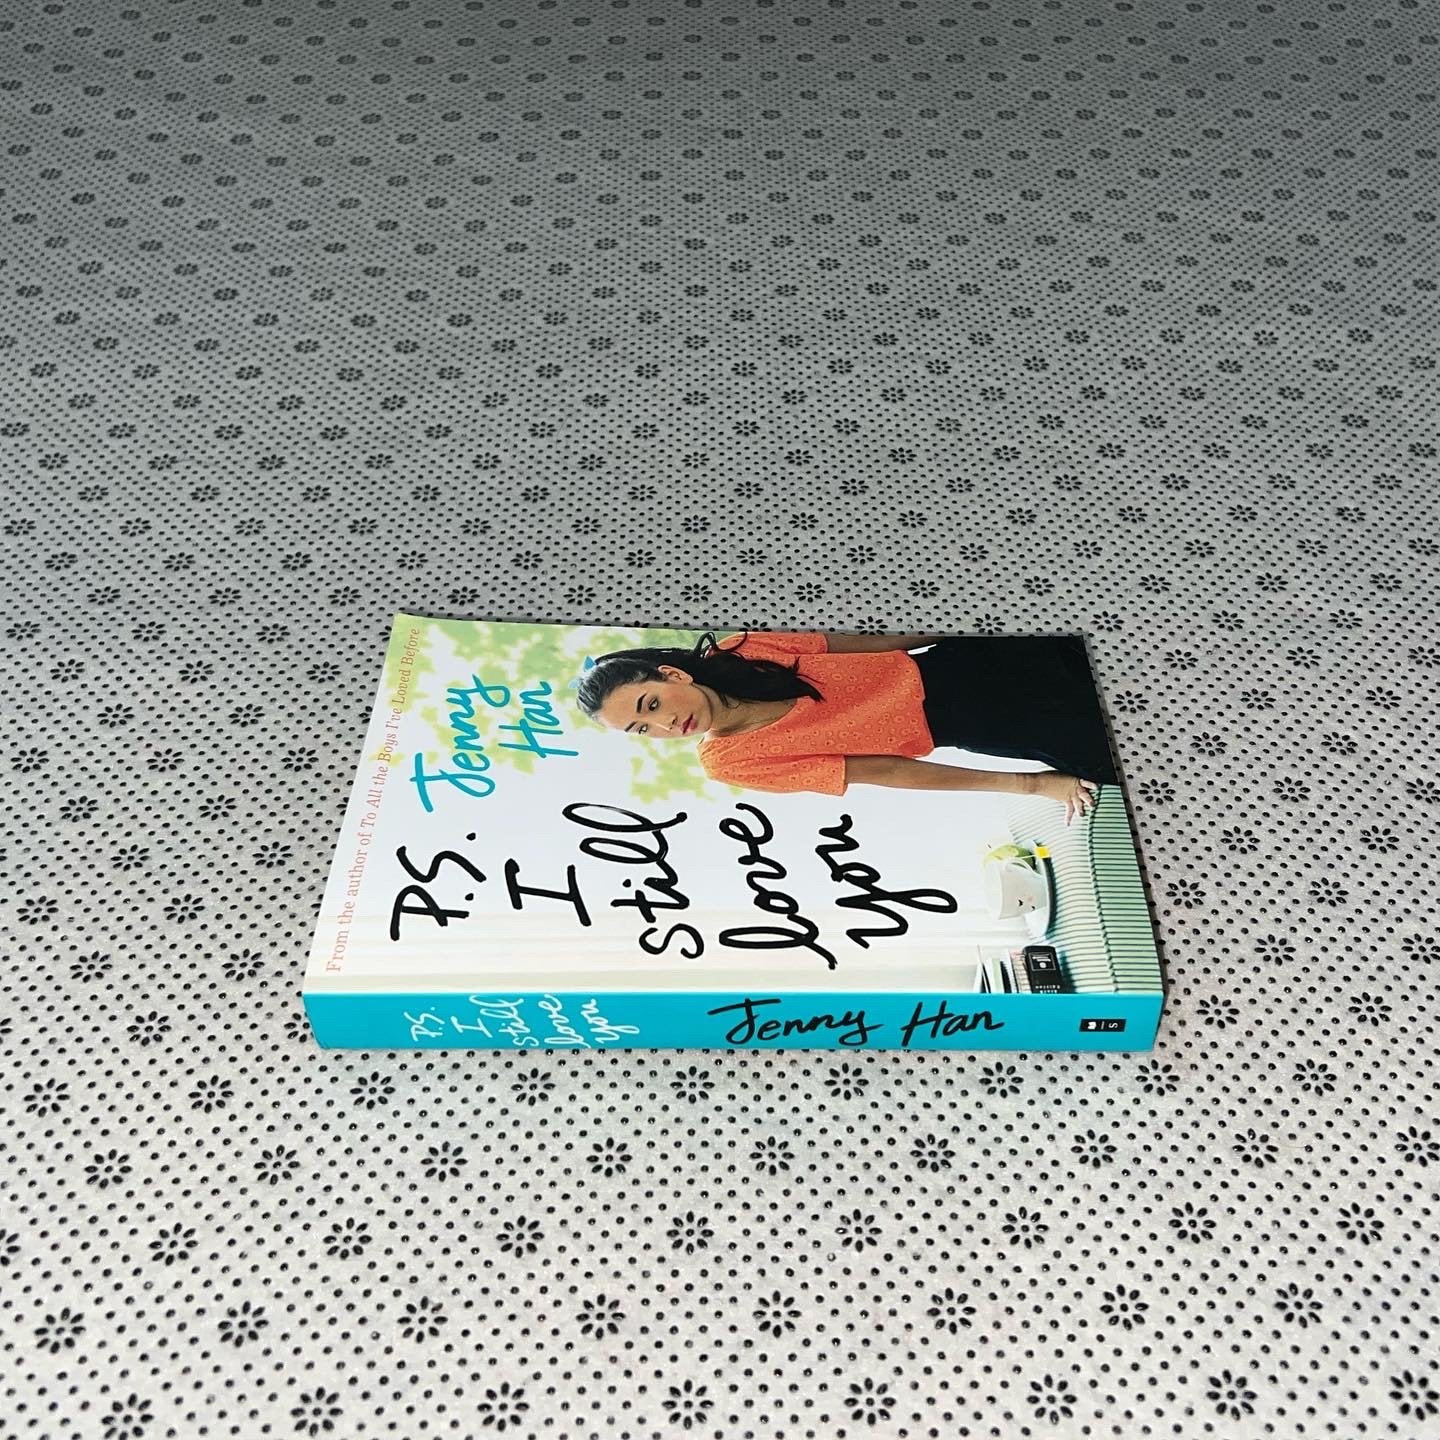 From the author of To All the Boys I've Loved Before
Jenny
Han
P.S.
I
still
love
you
P.S.
I
still
love
you
Jenny Han
S